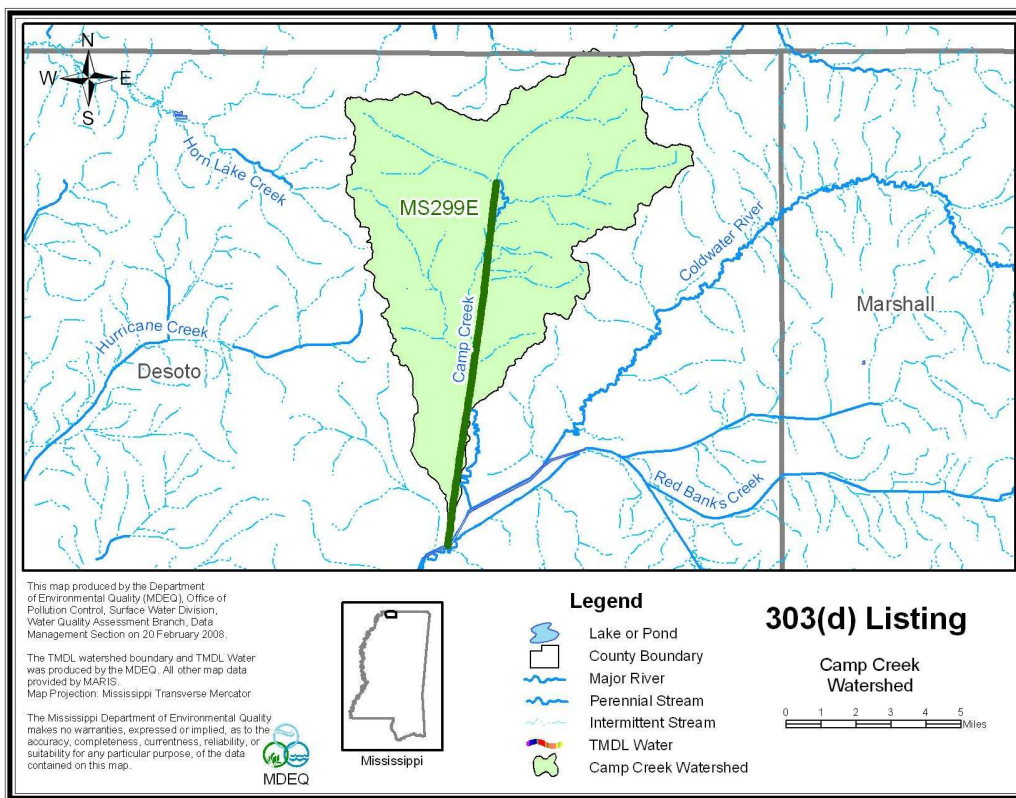 N
W E
S
Horn Lake Creek
MS299E
Coldwater River
Marshall
Hurricane Creek
Camp Creek
Desoto
Red Banks Creek
This map produced by the Department
of Environmental Quality (MDEQ), Office of
Pollution Control, Surface Water Division,
Water Quality Assessment Branch, Data
Management Section on 20 February 2008.
The TMDL watershed boundary and TMDL Water
was produced by the MDEQ. All other map data
provided by MARIS.
Map Projection: Mississippi Transverse Mercator
The Mississippi Department of Environmental Quality
makes no warranties, expressed or implied, as to the
accuracy, completeness, currentness, reliability, or
suitability for any particular purpose, of the data
contained on this map.
MDEQ
Mississippi
Legend
Lake or Pond
County Boundary
Major River
Perennial Stream
Intermittent Stream
TMDL Water
Camp Creek Watershed
303(d) Listing
Camp Creek
Watershed
0 1 2 3 4 5
Miles